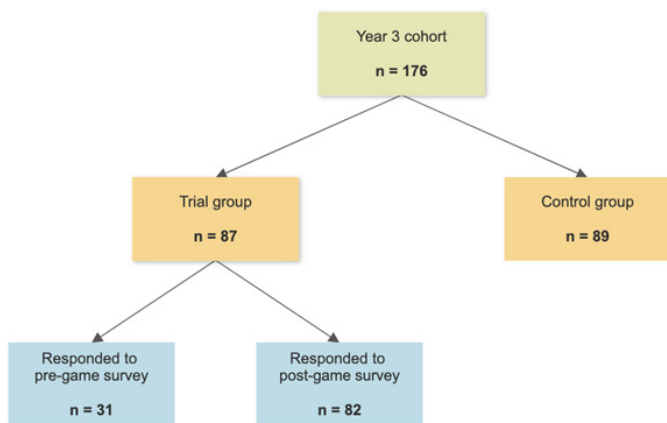 Year 3 cohort
n = 176
Trial group
n = 87
Control group
n = 89
Responded to
pre-game survey
n = 31
Responded to
post-game survey
n = 82